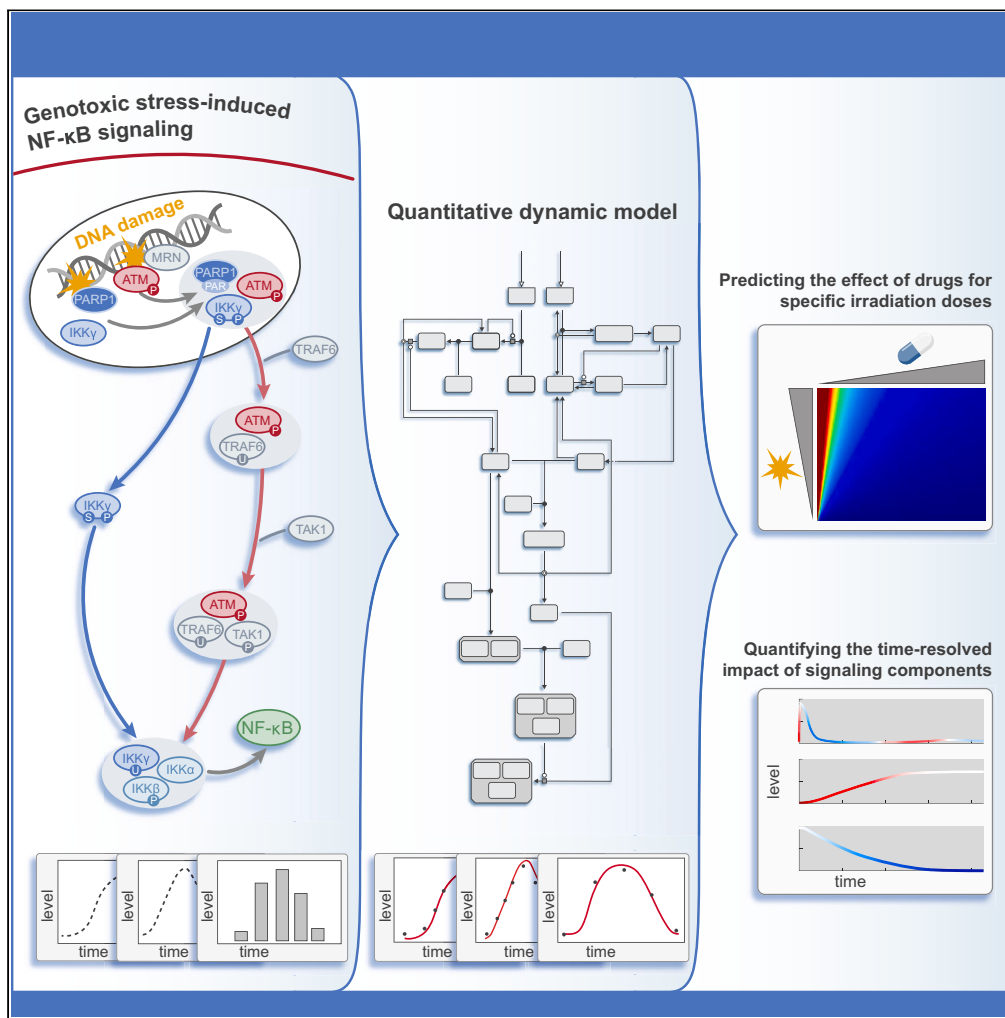 Genotoxic stress-induced
NF-κB signaling
DNA damage
MRN
ATM
P
PARP1
IKKγ
PARP1
PAR
ATM
P
IKKγ
S
P
TRAF6
ATM
P
TRAF6
U
IKKγ
S
P
TAK1
ATM
P
TRAF6
U
TAK1
P
NF-κB
IKKγ
U
IKKα
IKKβ
P
level
time
level
time
level
time
Quantitative dynamic model
level
time
level
time
level
time
Predicting the effect of drugs for
specific irradiation doses
Quantifying the time-resolved
impact of signaling components
level
time